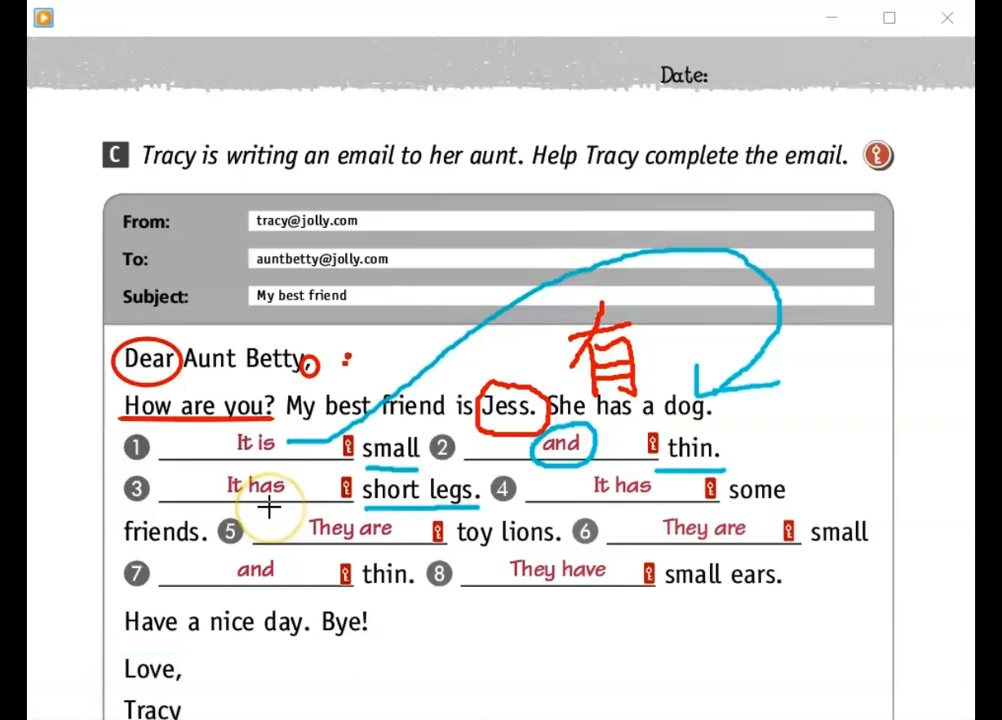 Date:
C Tracy is writing an email to her aunt. Help Tracy complete the email.
From: tracy@jolly.com
To: auntbetty@jolly.com
Subject: My best friend
有
Dear Aunt Betty, :
How are you? My best friend is Jess. She has a dog.
1 It is small 2 and thin.
3 It has short legs. 4 It has some
friends. 5 They are toy lions. 6 They are small
7 and thin. 8 They have small ears.
Have a nice day. Bye!
Love,
Tracy